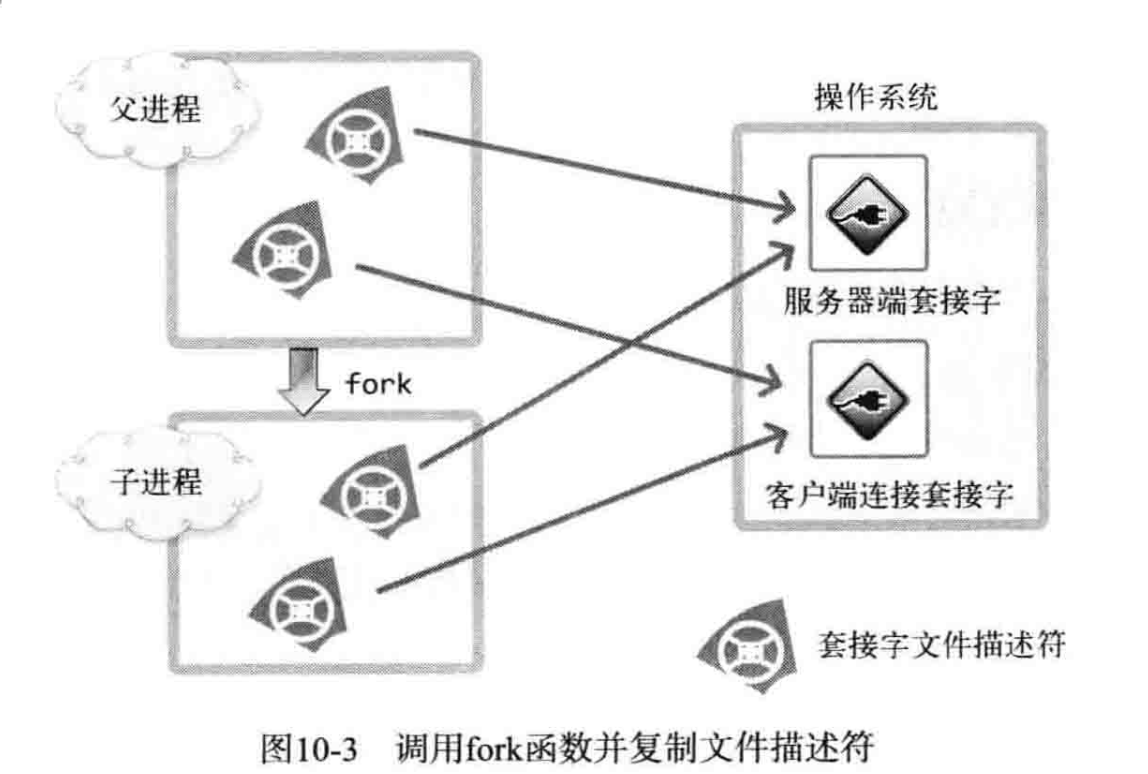 父进程
操作系统
服务器端套接字
fork
子进程
客户端连接套接字
套接字文件描述符
图10-3 调用fork函数并复制文件描述符